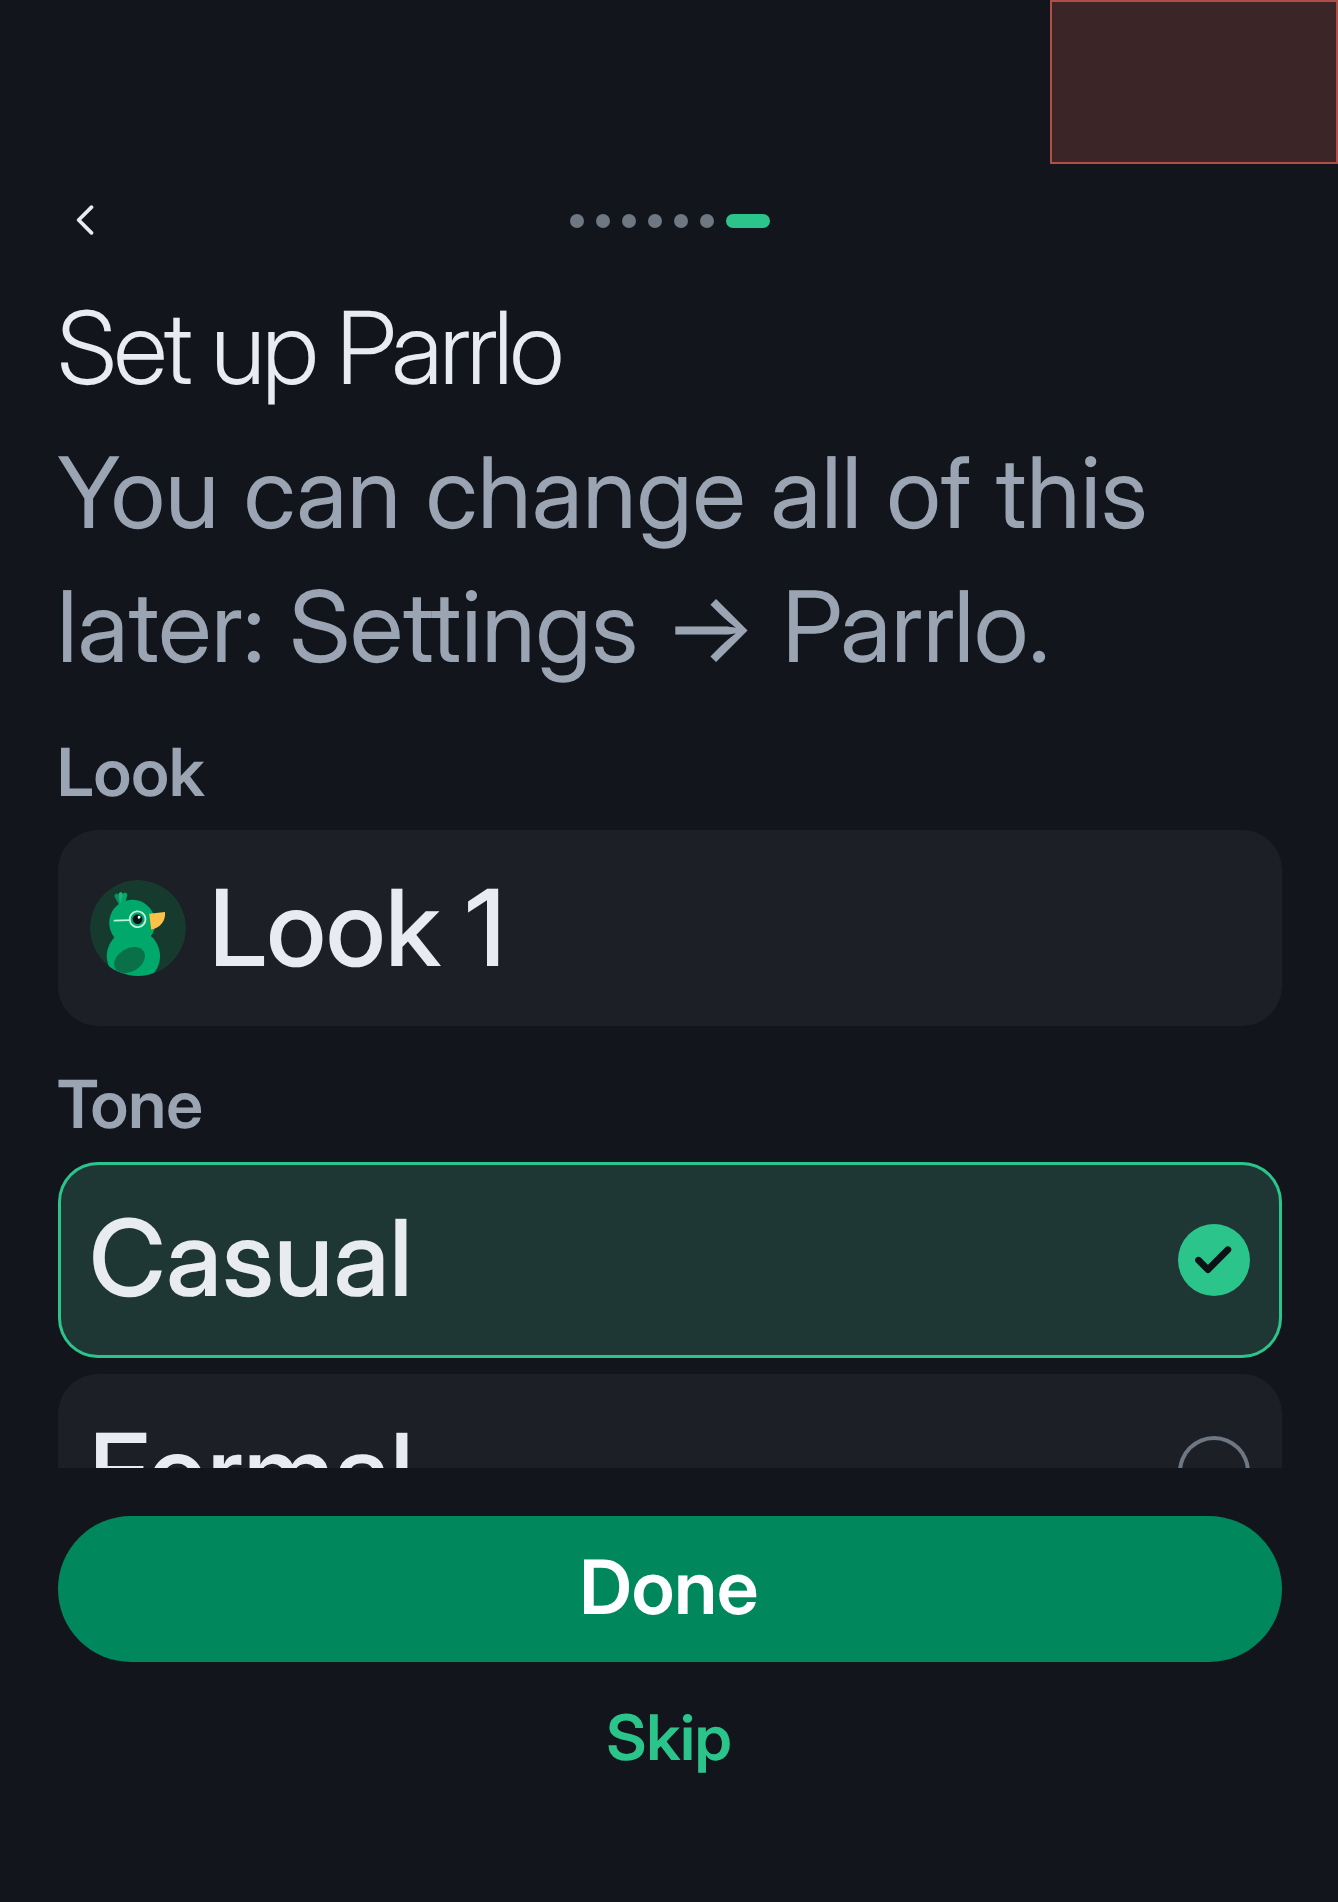 Set up Parrlo
You can change all of this
later: Settings → Parrlo.
Look
Look 1
Tone
Casual
Formal
Done
Skip